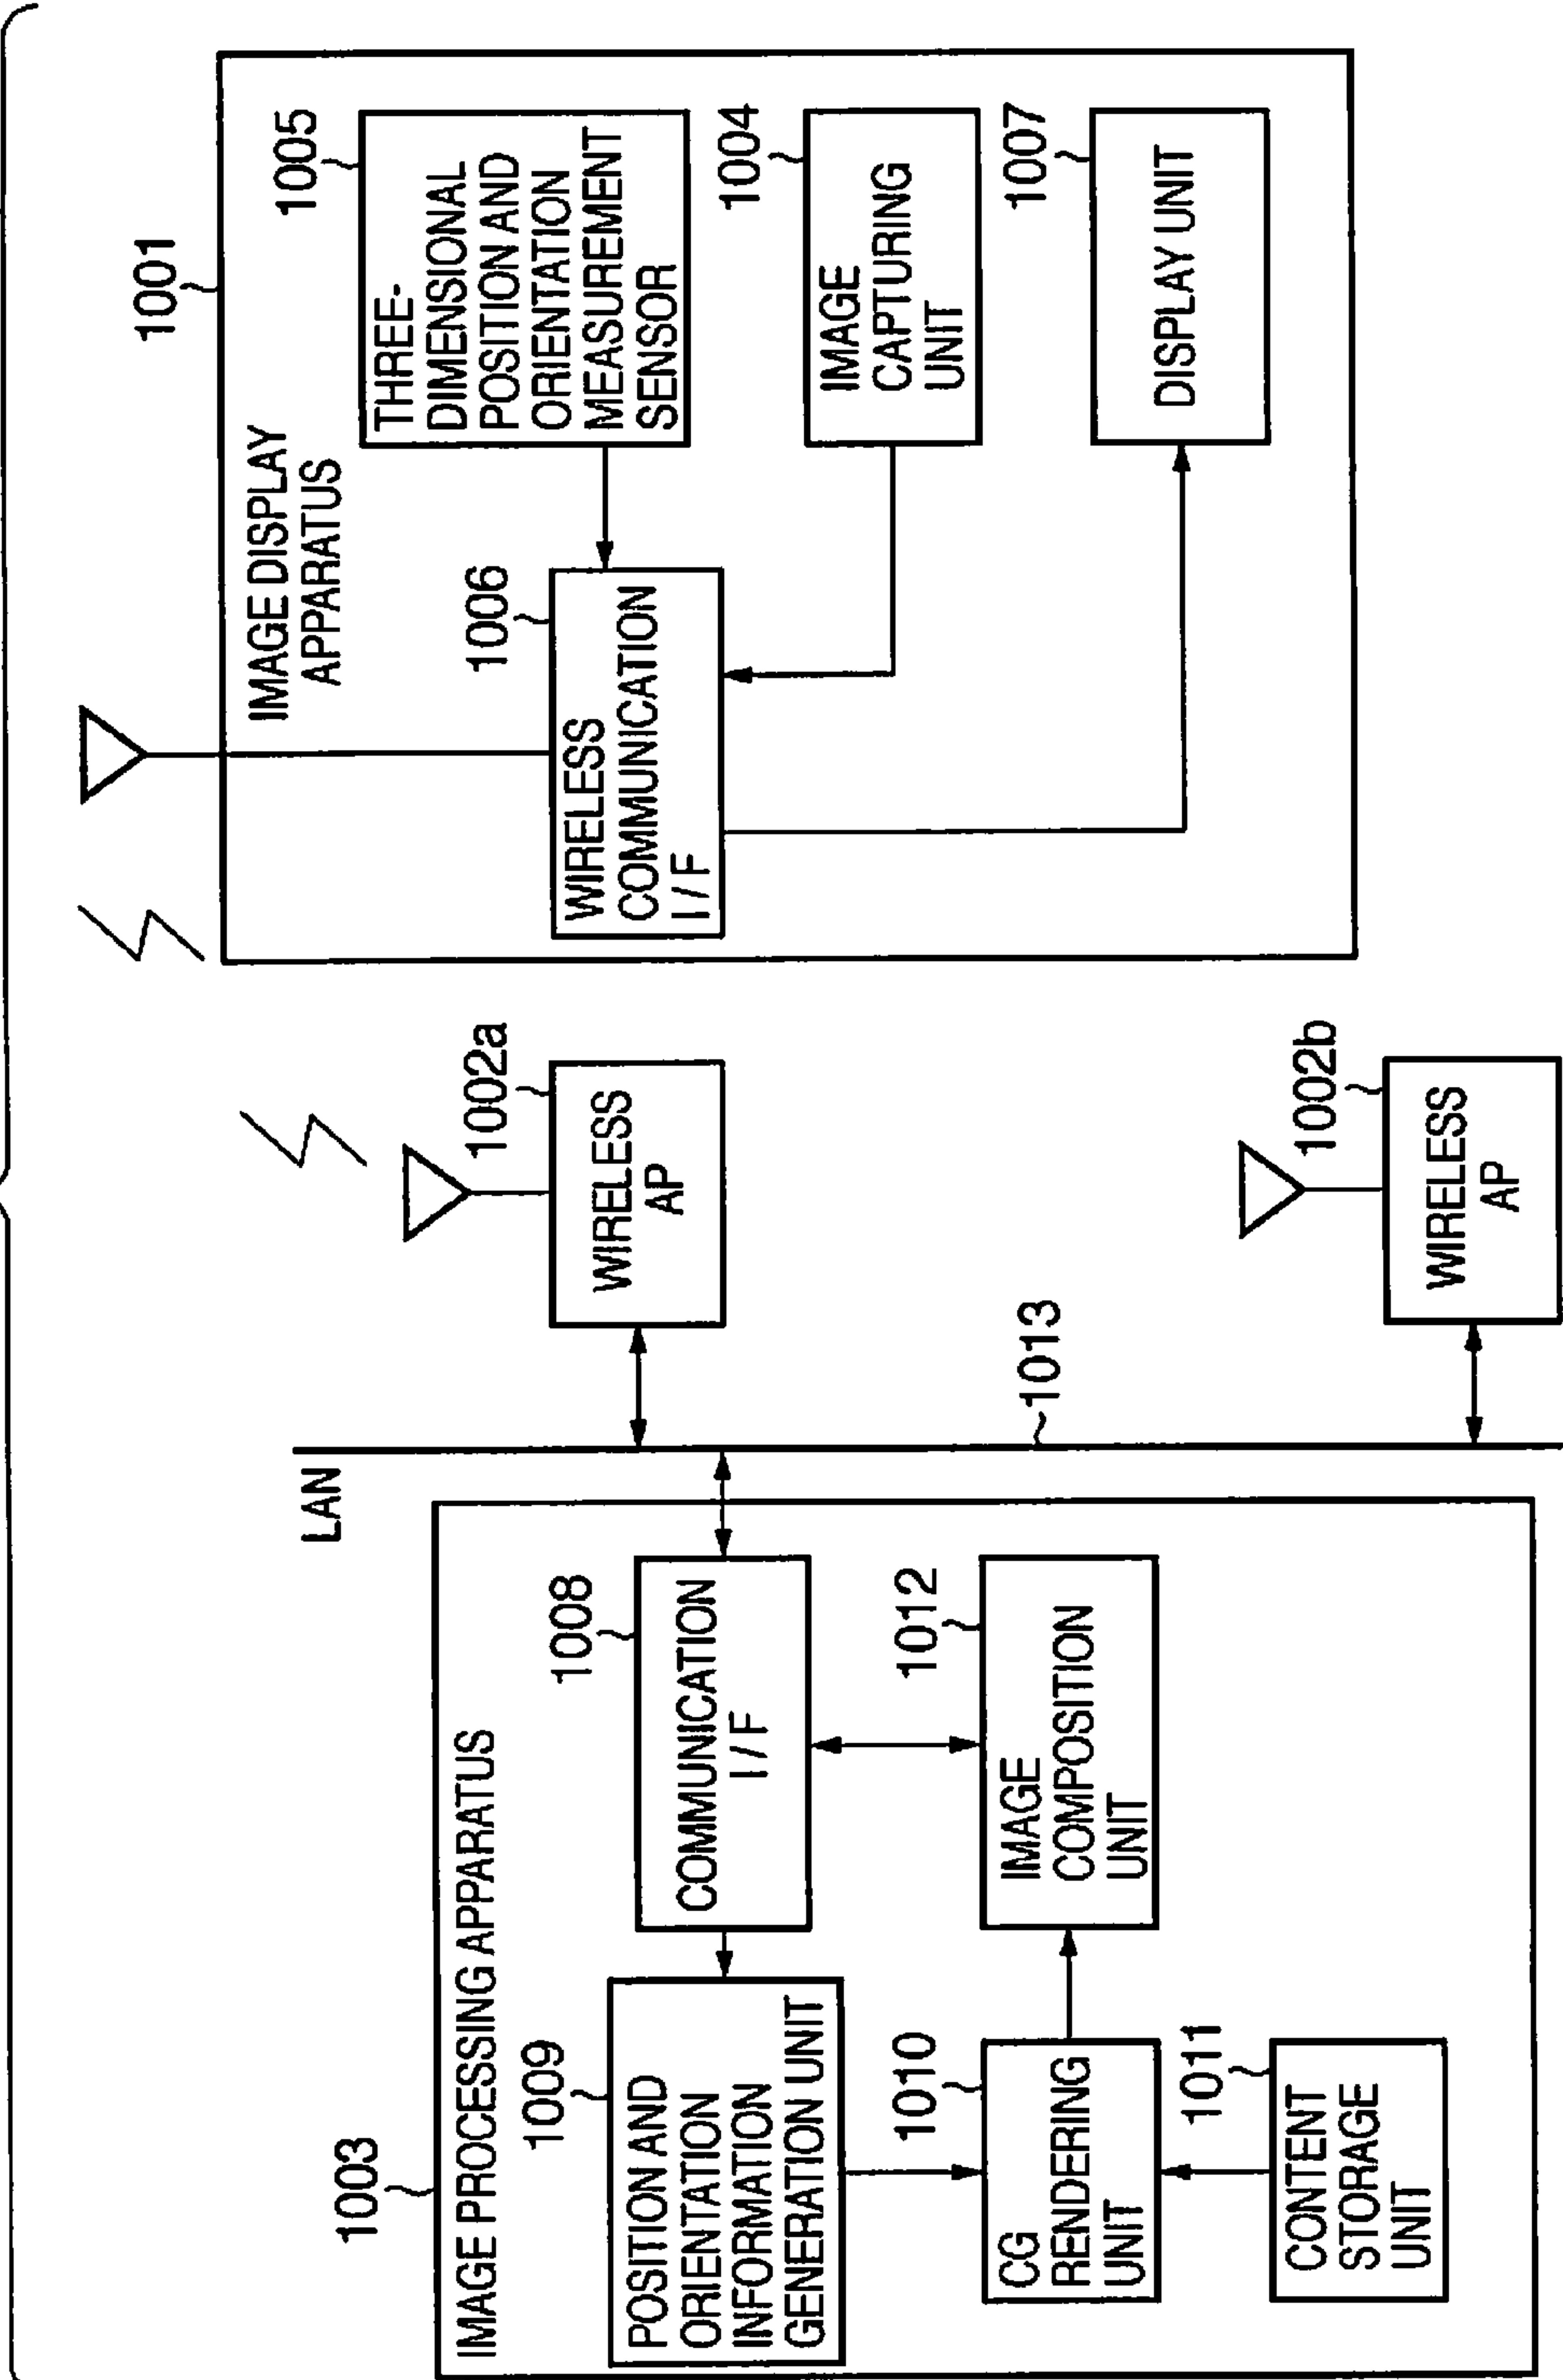 1003
IMAGE PROCESSING APPARATUS
1009
POSITION AND
ORIENTATION
INFORMATION
GENERATION UNIT
1008
COMMUNICATION
I / F
1010
CG
RENDERING
UNIT
1012
IMAGE
COMPOSITION
UNIT
1011
CONTENT
STORAGE
UNIT
LAN
1013
1002a
WIRELESS
AP
1002b
WIRELESS
AP
1001
IMAGE DISPLAY
APPARATUS
1006
WIRELESS
COMMUNICATION
I / F
1005
THREE-
DIMENSIONAL
POSITION AND
ORIENTATION
MEASUREMENT
SENSOR
1004
IMAGE
CAPTURING
UNIT
1007
DISPLAY UNIT